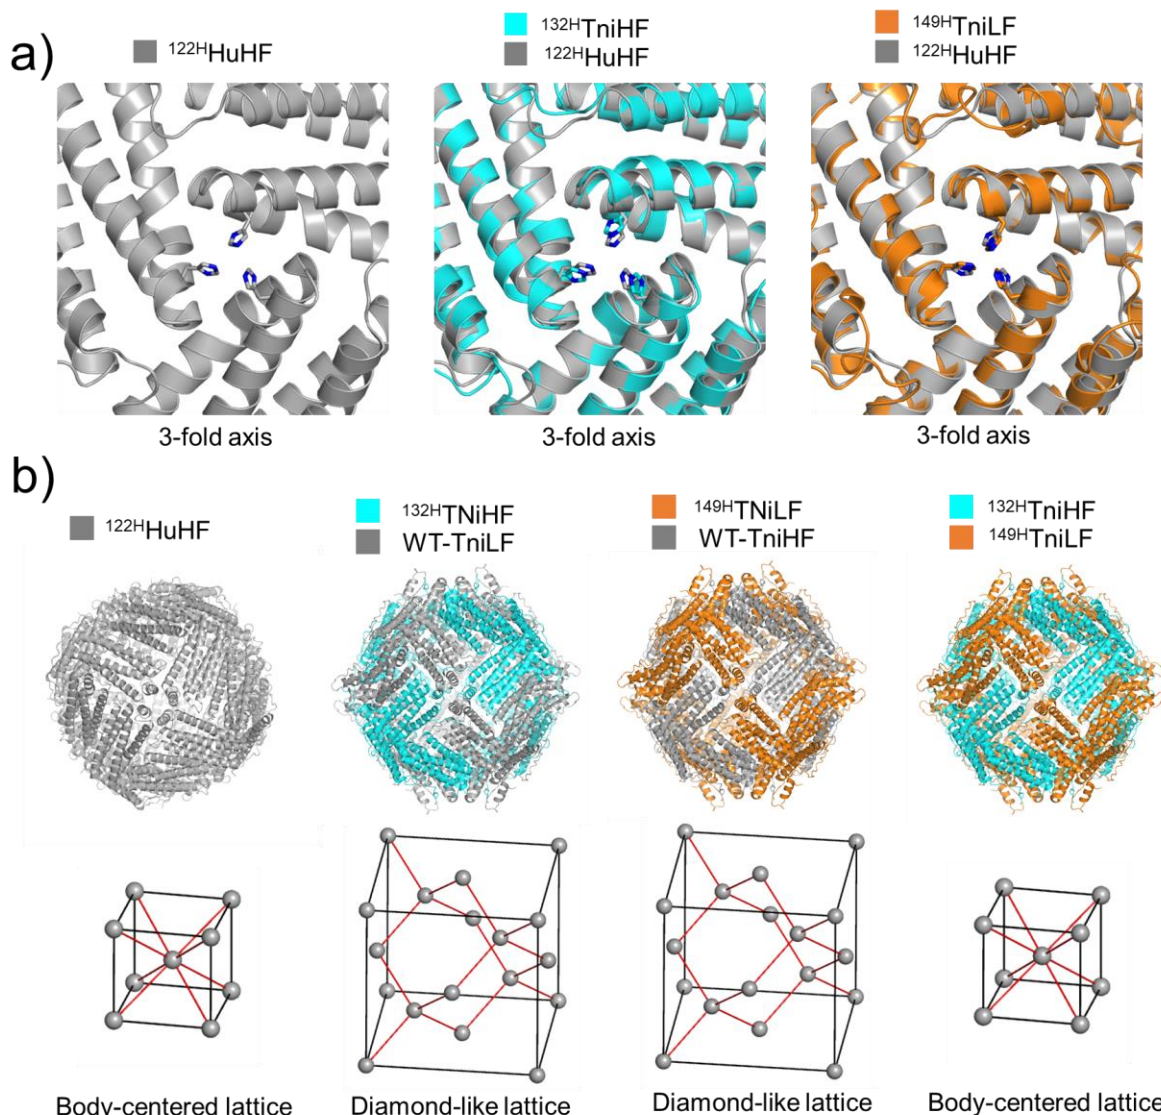 a)
¹²²ᴴHuHF
¹³²ᴴTniHF
¹²²ᴴHuHF
¹⁴⁹ᴴTniLF
¹²²ᴴHuHF
3-fold axis
3-fold axis
3-fold axis
b)
¹²²ᴴHuHF
¹³²ᴴTNiHF
WT-TniLF
¹⁴⁹ᴴTNiLF
WT-TniHF
¹³²ᴴTniHF
¹⁴⁹ᴴTniLF
Body-centered lattice
Diamond-like lattice
Diamond-like lattice
Body-centered lattice